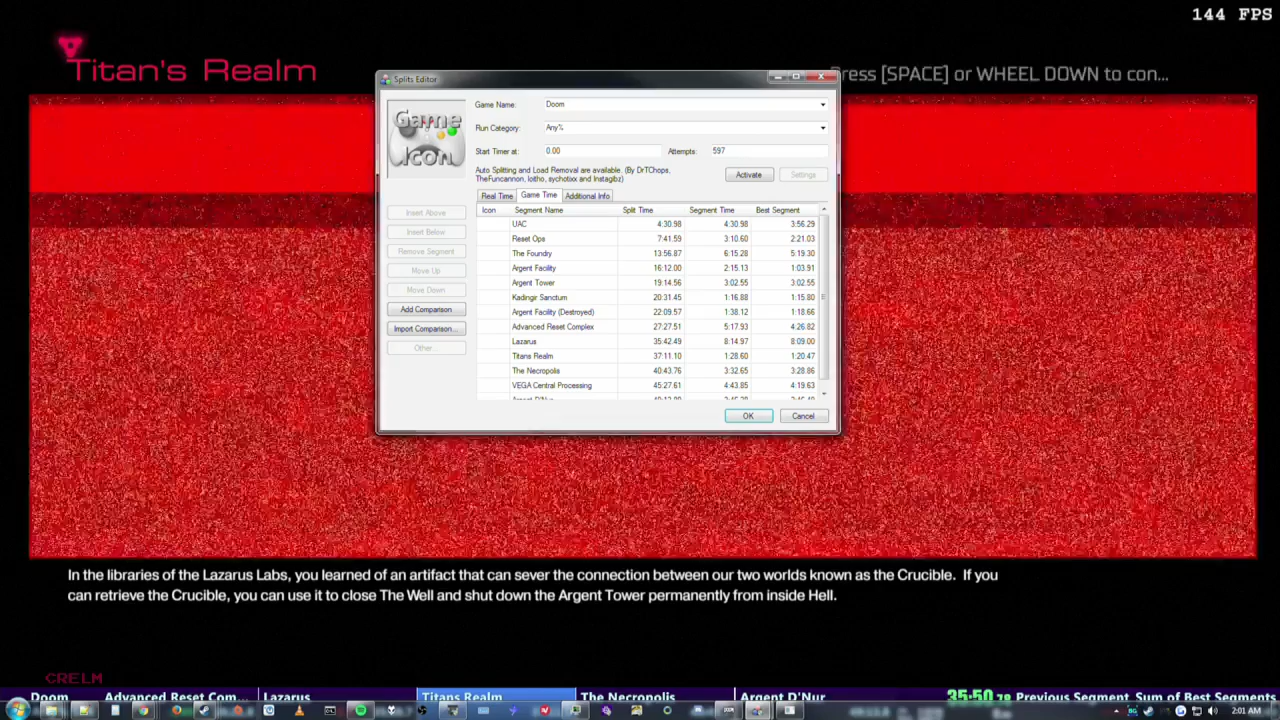 144 FPS
Titan's Realm
Press [SPACE] or WHEEL DOWN to con...
Splits Editor
Game Icon
Game Name: Doom
Run Category: Any%
Start Timer at: 0.00 Attempts: 597
Auto Splitting and Load Removal are available. (By DrTChops,
TheFuncannon, lotho, sychotixx and Instagibz)
Activate Settings
Real Time Game Time Additional Info
Icon Segment Name Split Time Segment Time Best Segment
UAC 4:30.98 4:30.98 3:56.29
Reset Ops 7:41.59 3:10.60 2:21.03
The Foundry 13:56.87 6:15.28 5:19.30
Argent Facility 16:12.00 2:15.13 1:03.91
Argent Tower 19:14.56 3:02.55 3:02.55
Kadingir Sanctum 20:31.45 1:16.88 1:15.80
Argent Facility (Destroyed) 22:09.57 1:38.12 1:18.66
Advanced Reset Complex 27:27.51 5:17.93 4:26.82
Lazarus 35:42.49 8:14.97 8:09.00
Titans Realm 37:11.10 1:28.60 1:20.47
The Necropolis 40:43.76 3:32.65 3:28.86
VEGA Central Processing 45:27.61 4:43.85 4:19.63
Insert Above
Insert Below
Remove Segment
Move Up
Move Down
Add Comparison
Import Comparison...
Other...
OK Cancel
In the libraries of the Lazarus Labs, you learned of an artifact that can sever the connection between our two worlds known as the Crucible. If you
can retrieve the Crucible, you can use it to close The Well and shut down the Argent Tower permanently from inside Hell.
CRELM
Doom Advanced Reset Com... Lazarus Titans Realm The Necropolis Argent D'Nur 35:50 Previous Segment, Sum of Best Segments
2:01 AM